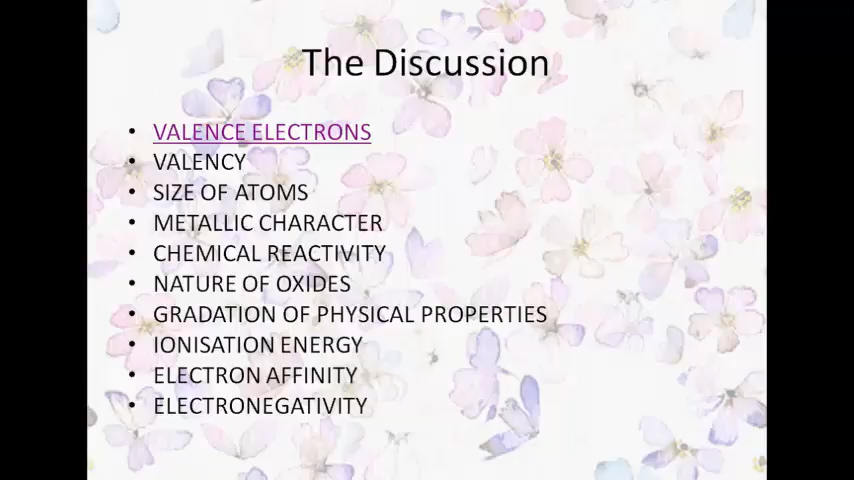 The Discussion
• VALENCE ELECTRONS
• VALENCY
• SIZE OF ATOMS
• METALLIC CHARACTER
• CHEMICAL REACTIVITY
• NATURE OF OXIDES
• GRADATION OF PHYSICAL PROPERTIES
• IONISATION ENERGY
• ELECTRON AFFINITY
• ELECTRONEGATIVITY